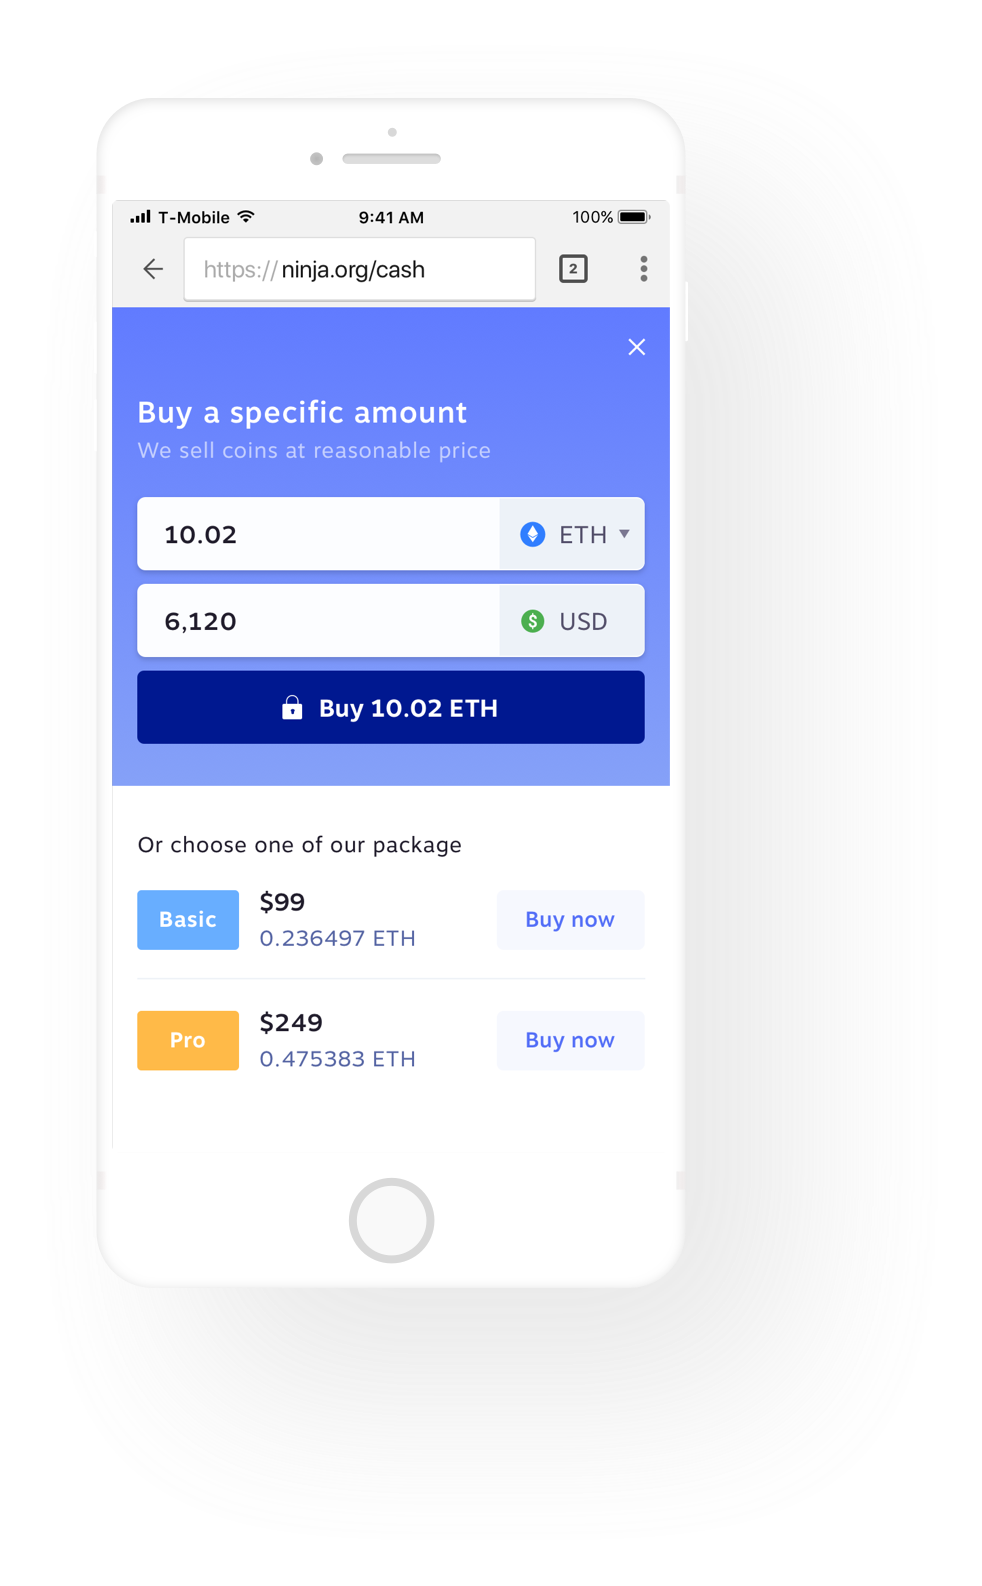 T-Mobile 9:41 AM 100%
https:// ninja.org/cash 2
Buy a specific amount
We sell coins at reasonable price
10.02 ETH
6,120 $ USD
Buy 10.02 ETH
Or choose one of our package
Basic $99 Buy now
0.236497 ETH
Pro $249 Buy now
0.475383 ETH